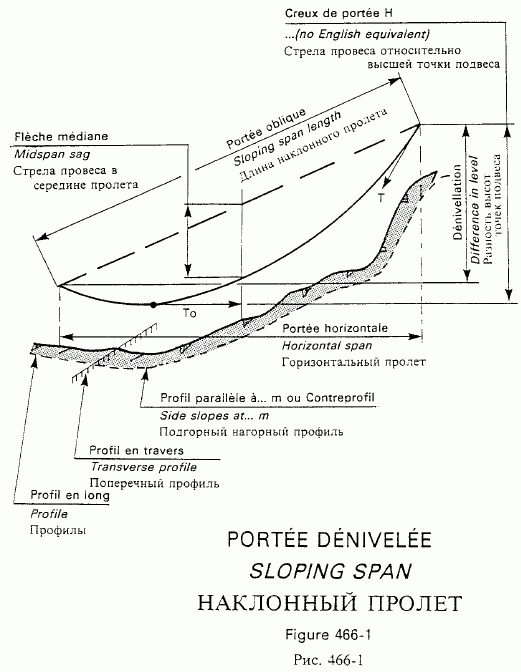 Creux de portée H
...(no English equivalent)
Стрела провеса относительно
высшей точки подвеса
Portée oblique
Sloping span length
Длина наклонного пролета
Flèche médiane
Midspan sag
Стрела провеса в
середине пролета
T
Dénivellation
Difference in level
Разность высот
точек подвеса
To
Portée horizontale
Horizontal span
Горизонтальный пролет
Profil parallèle à... m ou Contreprofil
Side slopes at... m
Подгорный нагорный профиль
Profil en travers
Transverse profile
Поперечный профиль
Profil en long
Profile
Профилы
PORTÉE DÉNIVELÉE
SLOPING SPAN
НАКЛОННЫЙ ПРОЛЕТ
Figure 466-1
Рис. 466-1